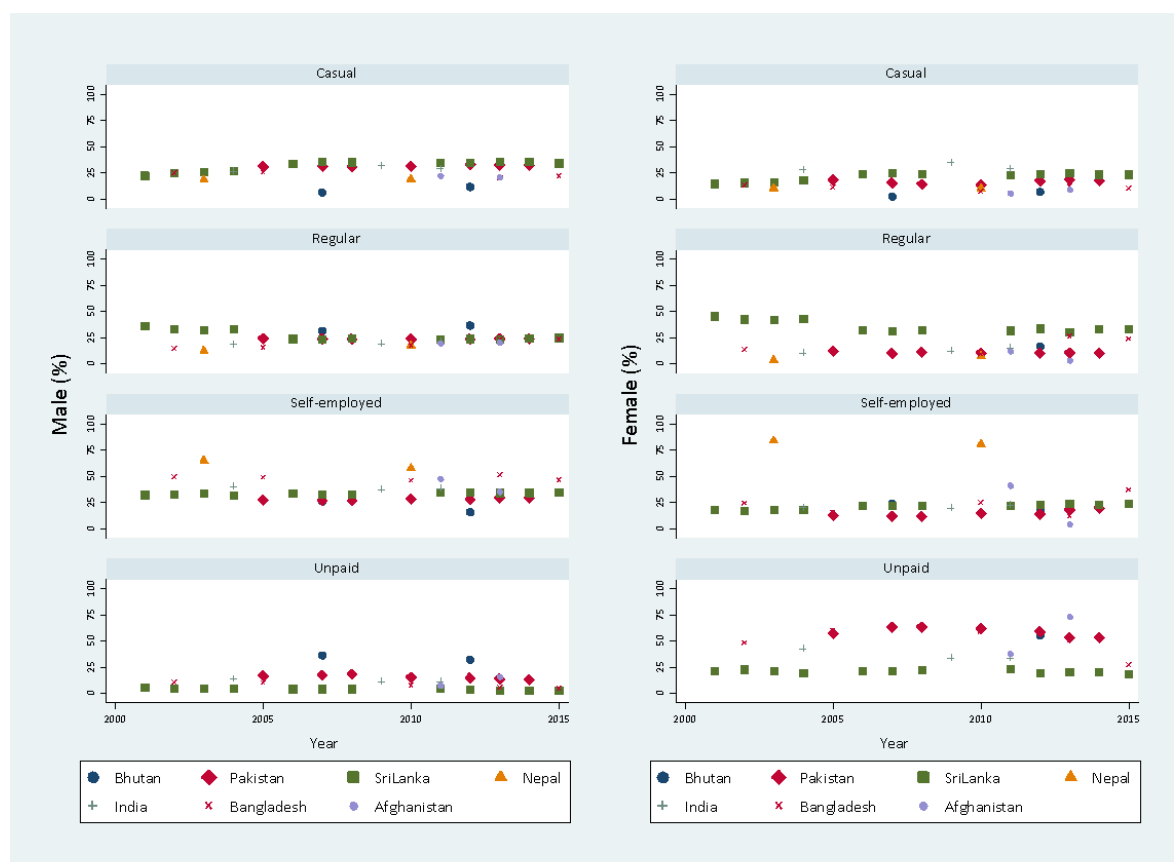 Male (%)
Casual
100
75
50
25
0
Regular
100
75
50
25
0
Self-employed
100
75
50
25
0
Unpaid
100
75
50
25
0
2000 2005 2010 2015
Year
Bhutan Pakistan SriLanka Nepal
India Bangladesh Afghanistan
Female (%)
Casual
100
75
50
25
0
Regular
100
75
50
25
0
Self-employed
100
75
50
25
0
Unpaid
100
75
50
25
0
2000 2005 2010 2015
Year
Bhutan Pakistan SriLanka Nepal
India Bangladesh Afghanistan